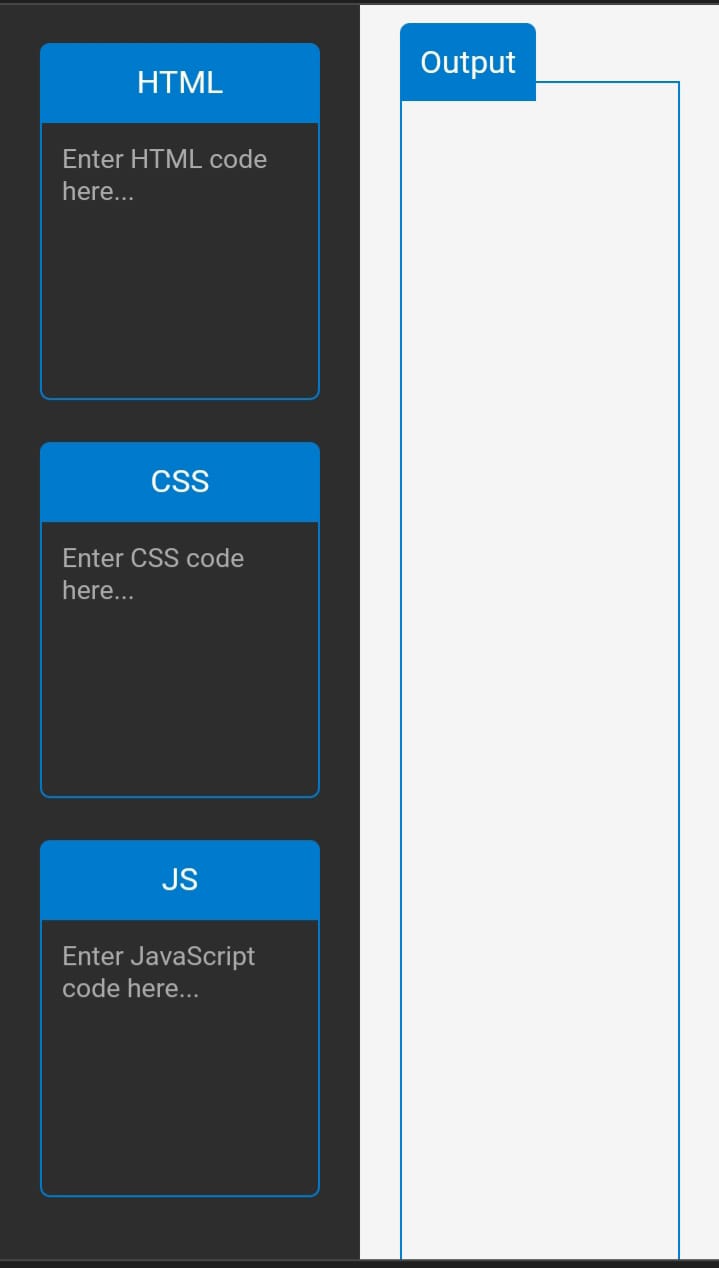 HTML
Enter HTML code
here...
CSS
Enter CSS code
here...
JS
Enter JavaScript
code here...
Output